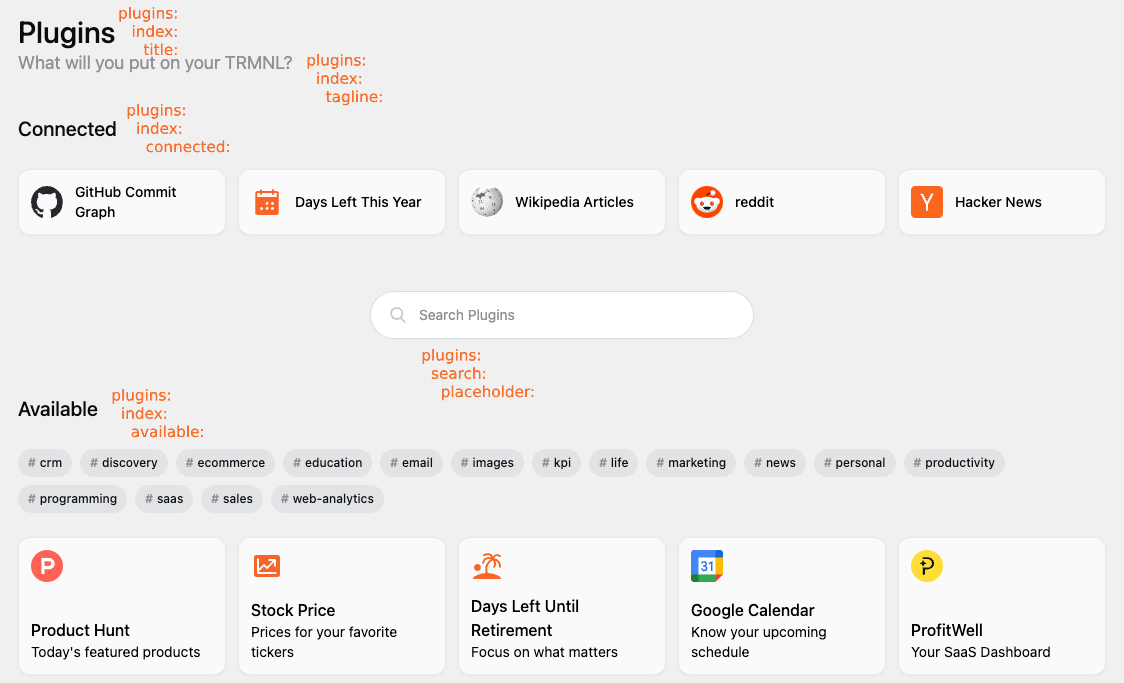 Plugins
plugins:
index:
title:
What will you put on your TRMNL?
plugins:
index:
tagline:
Connected
plugins:
index:
connected:
GitHub Commit
Graph
Days Left This Year
Wikipedia Articles
reddit
Y
Hacker News
Search Plugins
plugins:
search:
placeholder:
Available
plugins:
index:
available:
# crm # discovery # ecommerce # education # email # images # kpi # life # marketing # news # personal # productivity
# programming # saas # sales # web-analytics
P
Product Hunt
Today's featured products
Stock Price
Prices for your favorite
tickers
Days Left Until
Retirement
Focus on what matters
31
Google Calendar
Know your upcoming
schedule
P
ProfitWell
Your SaaS Dashboard